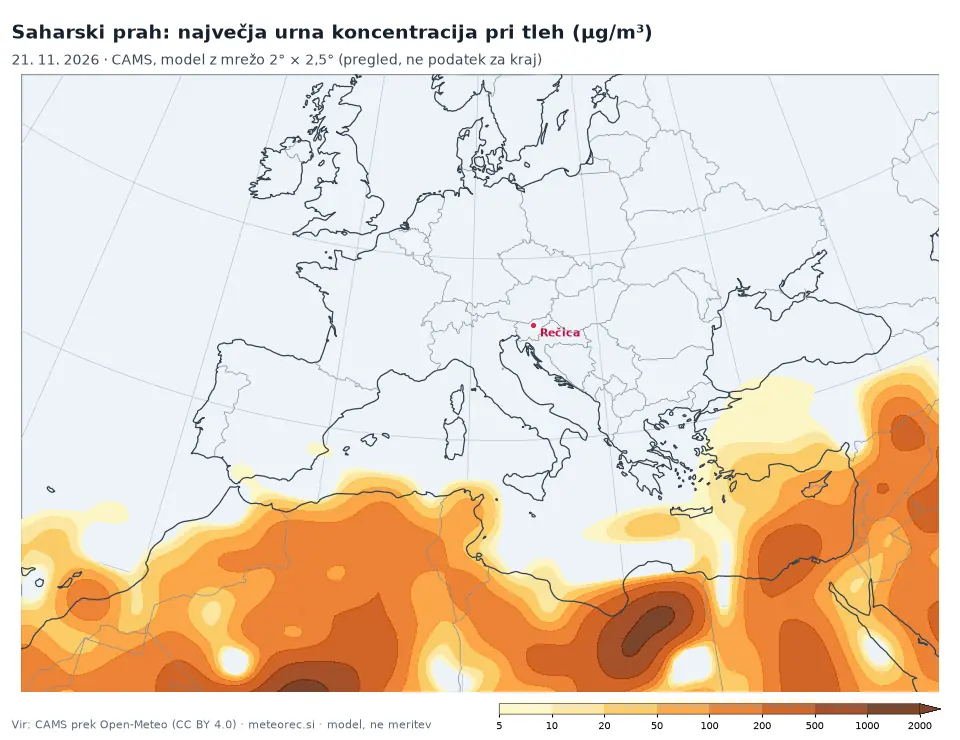 Saharski prah: največja urna koncentracija pri tleh (µg/m³)
21. 11. 2026 · CAMS, model z mrežo 2° × 2,5° (pregled, ne podatek za kraj)
Rečica
Vir: CAMS prek Open-Meteo (CC BY 4.0) · meteorec.si · model, ne meritev
5 10 20 50 100 200 500 1000 2000